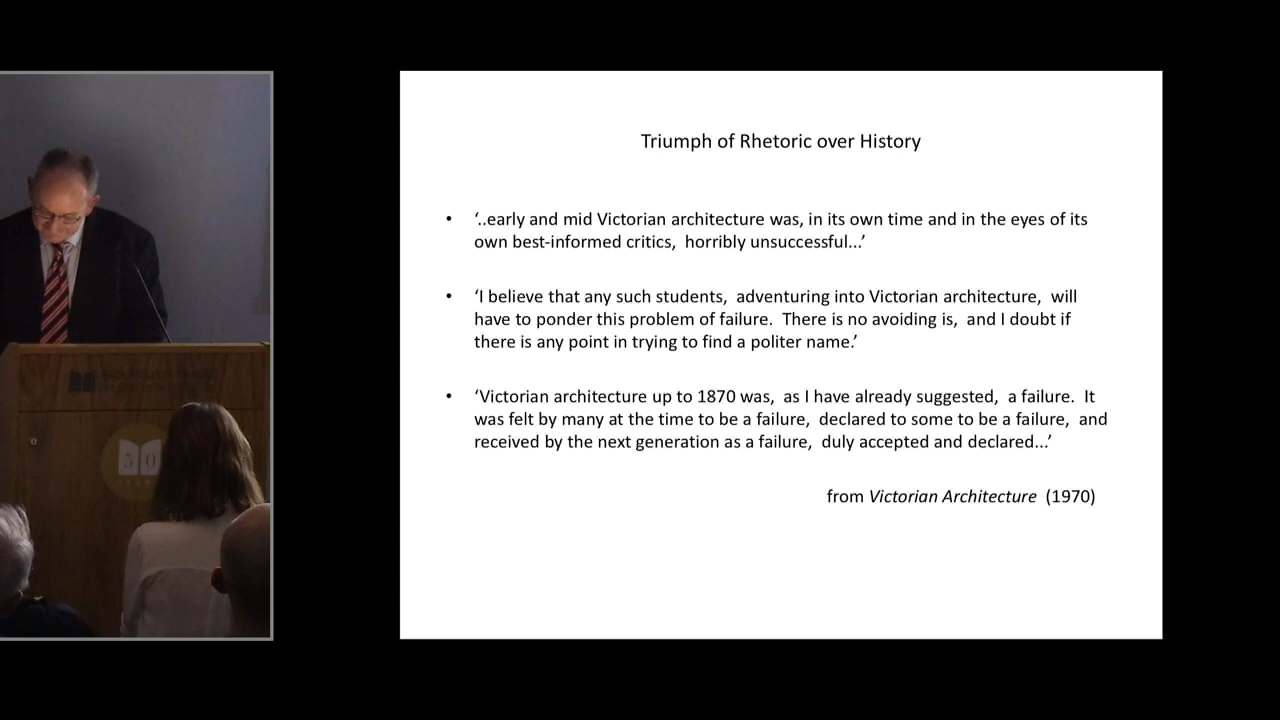 Triumph of Rhetoric over History
• ‘..early and mid Victorian architecture was, in its own time and in the eyes of its
own best-informed critics, horribly unsuccessful...’
• ‘I believe that any such students, adventuring into Victorian architecture, will
have to ponder this problem of failure. There is no avoiding is, and I doubt if
there is any point in trying to find a politer name.’
• ‘Victorian architecture up to 1870 was, as I have already suggested, a failure. It
was felt by many at the time to be a failure, declared to some to be a failure, and
received by the next generation as a failure, duly accepted and declared...’
from Victorian Architecture (1970)
50